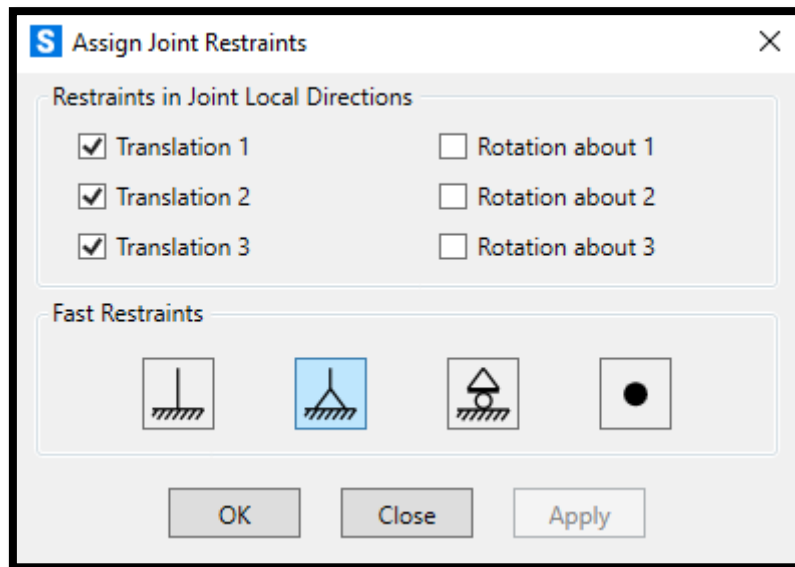 S Assign Joint Restraints
Restraints in Joint Local Directions
Translation 1 Rotation about 1
Translation 2 Rotation about 2
Translation 3 Rotation about 3
Fast Restraints
OK Close Apply